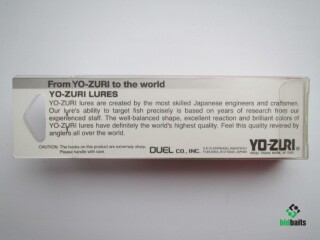 From YO-ZURI to the world
YO-ZURI LURES
YO-ZURI lures are created by the most skilled Japanese engineers and craftsmen.
Our lure's ability to target fish precisely is based on years of research from our
experienced staff. The well-balanced shape, excellent reaction and brilliant colors of
YO-ZURI lures have definitely the world's highest quality. Feel this quality revered by
anglers all over the world.
CAUTION: The hooks on this product are extremely sharp.
Please handle with care.
DUEL CO., INC.
YO-ZURI
bidbaits